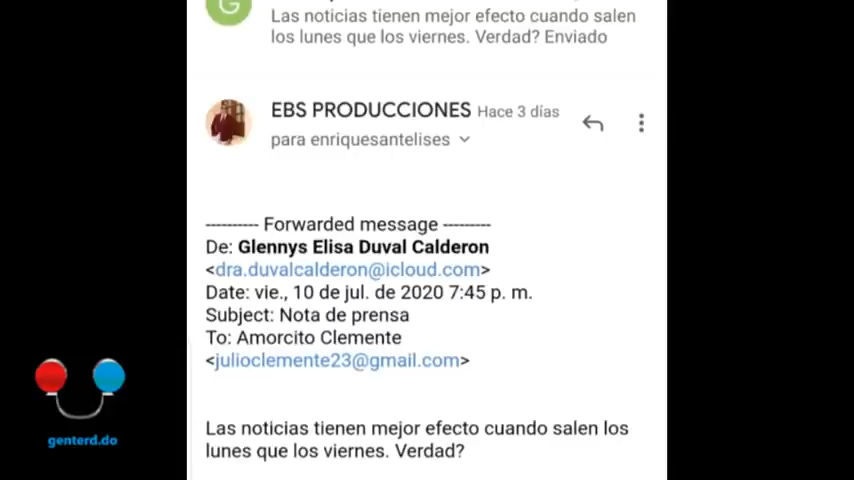 G
Las noticias tienen mejor efecto cuando salen
los lunes que los viernes. Verdad? Enviado
EBS PRODUCCIONES Hace 3 días
para enriquesantelises
---------- Forwarded message ---------
De: Glennys Elisa Duval Calderon
<dra.duvalcalderon@icloud.com>
Date: vie., 10 de jul. de 2020 7:45 p. m.
Subject: Nota de prensa
To: Amorcito Clemente
<julioclemente23@gmail.com>
Las noticias tienen mejor efecto cuando salen los
lunes que los viernes. Verdad?
genterd.do